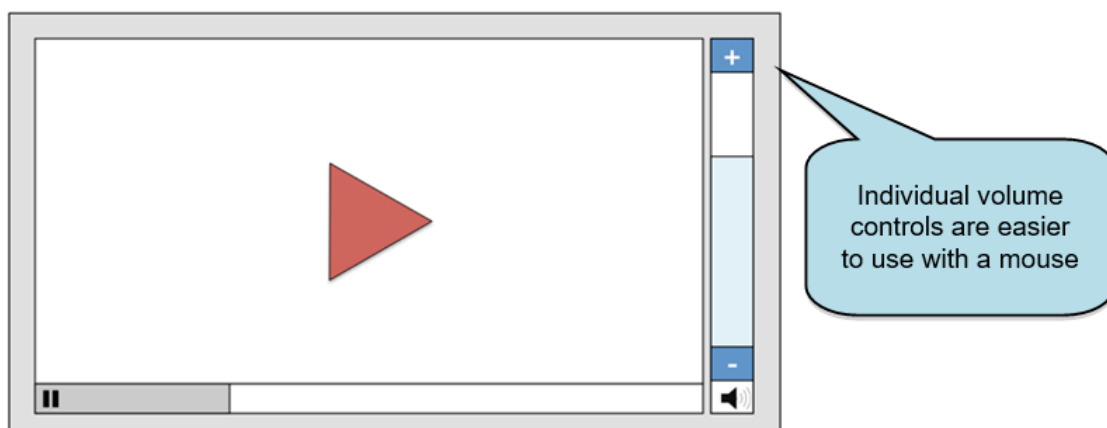 +
Individual volume
controls are easier
to use with a mouse
-